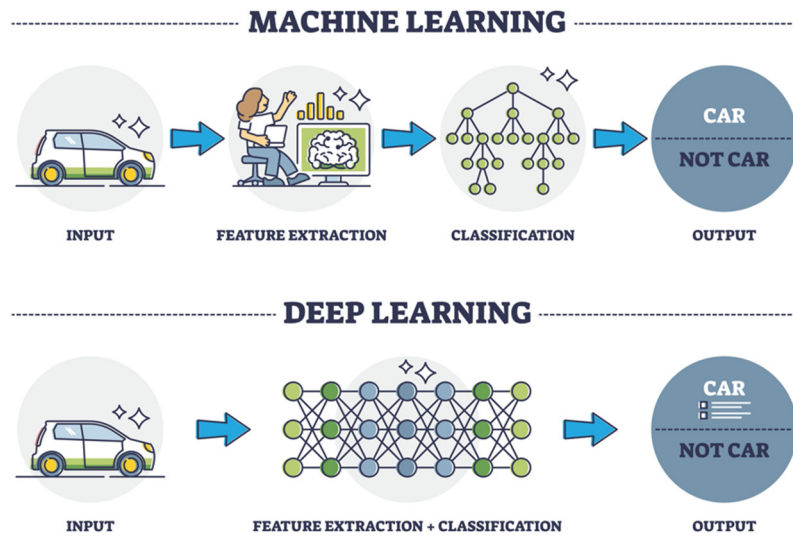 MACHINE LEARNING
INPUT
FEATURE EXTRACTION
CLASSIFICATION
CAR
NOT CAR
OUTPUT
DEEP LEARNING
INPUT
FEATURE EXTRACTION + CLASSIFICATION
CAR
NOT CAR
OUTPUT